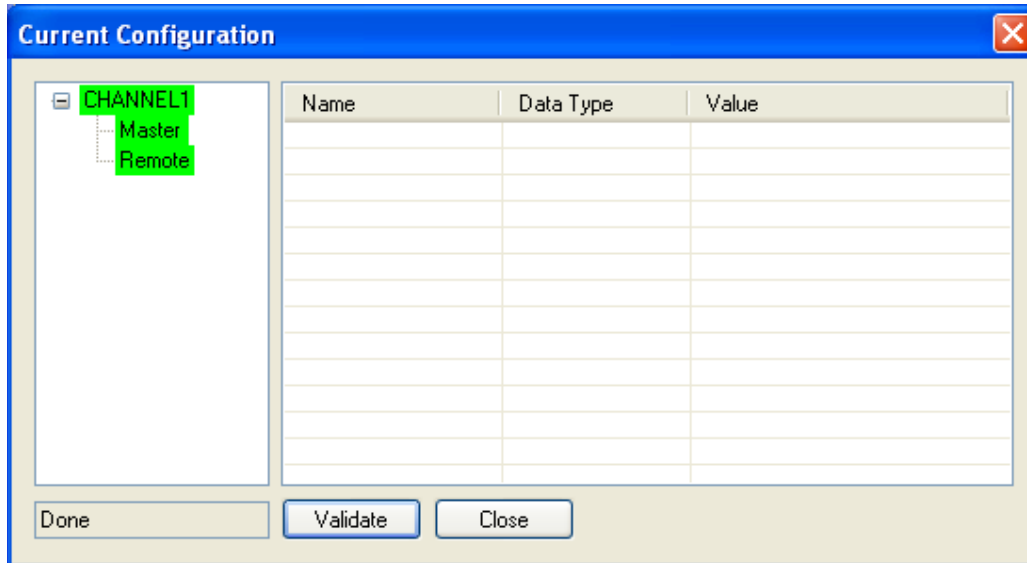 Current Configuration
CHANNEL1
Master
Remote
Name Data Type Value
Done Validate Close